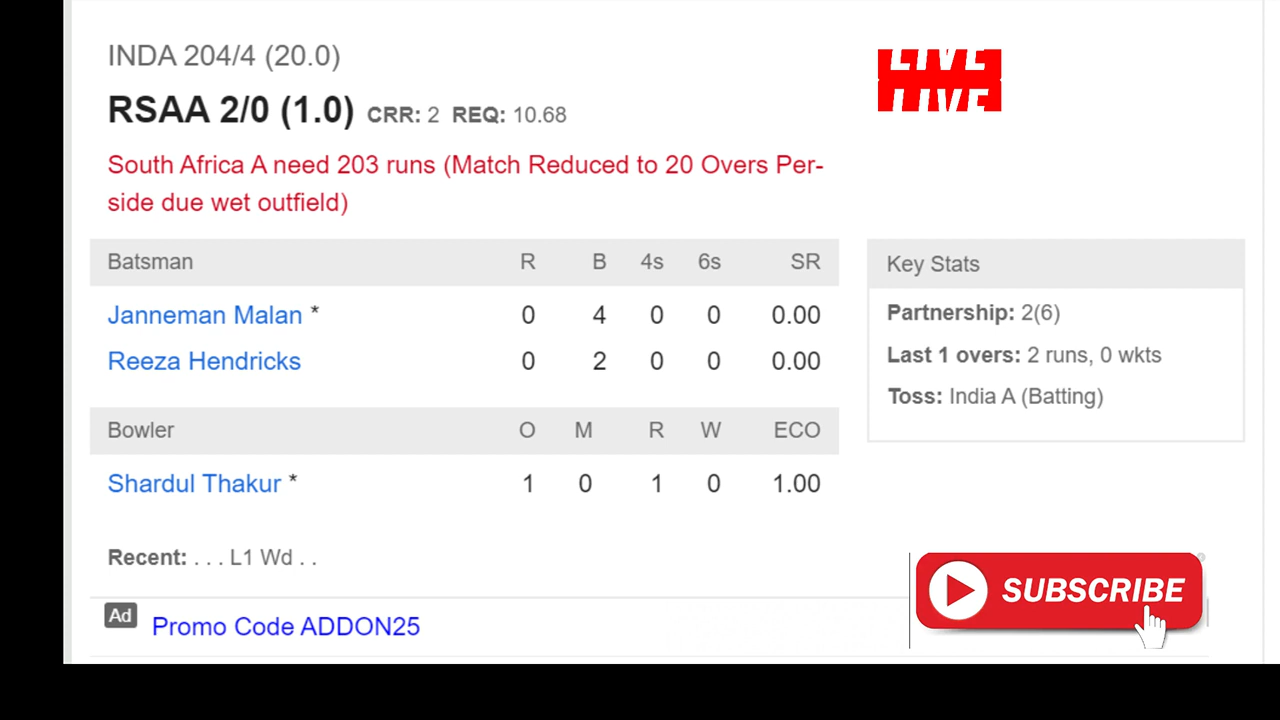 INDA 204/4 (20.0)
RSAA 2/0 (1.0) CRR: 2 REQ: 10.68
South Africa A need 203 runs (Match Reduced to 20 Overs Per-
side due wet outfield)
LIVE
LIVE
Batsman R B 4s 6s SR
Janneman Malan * 0 4 0 0 0.00
Reeza Hendricks 0 2 0 0 0.00
Bowler O M R W ECO
Shardul Thakur * 1 0 1 0 1.00
Recent: . . . L1 Wd . .
Key Stats
Partnership: 2(6)
Last 1 overs: 2 runs, 0 wkts
Toss: India A (Batting)
Ad Promo Code ADDON25
SUBSCRIBE